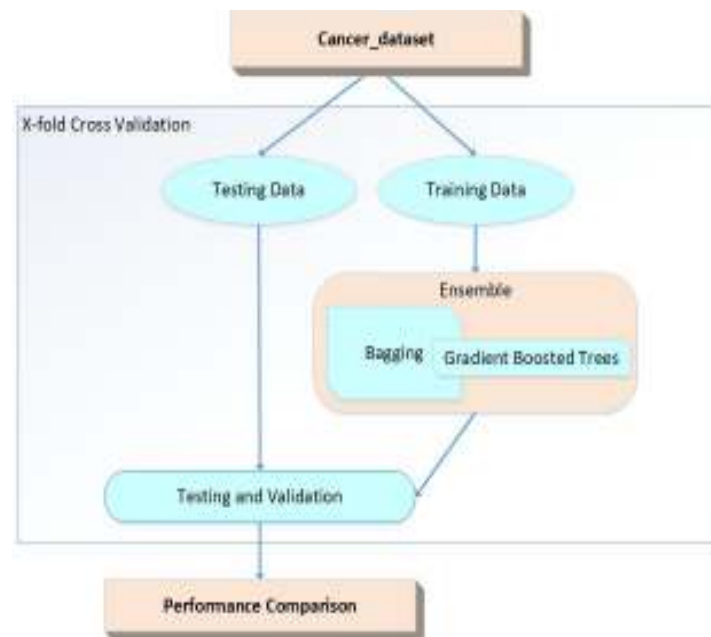 Cancer_dataset
X-fold Cross Validation
Testing Data
Training Data
Ensemble
Bagging
Gradient Boosted Trees
Testing and Validation
Performance Comparison